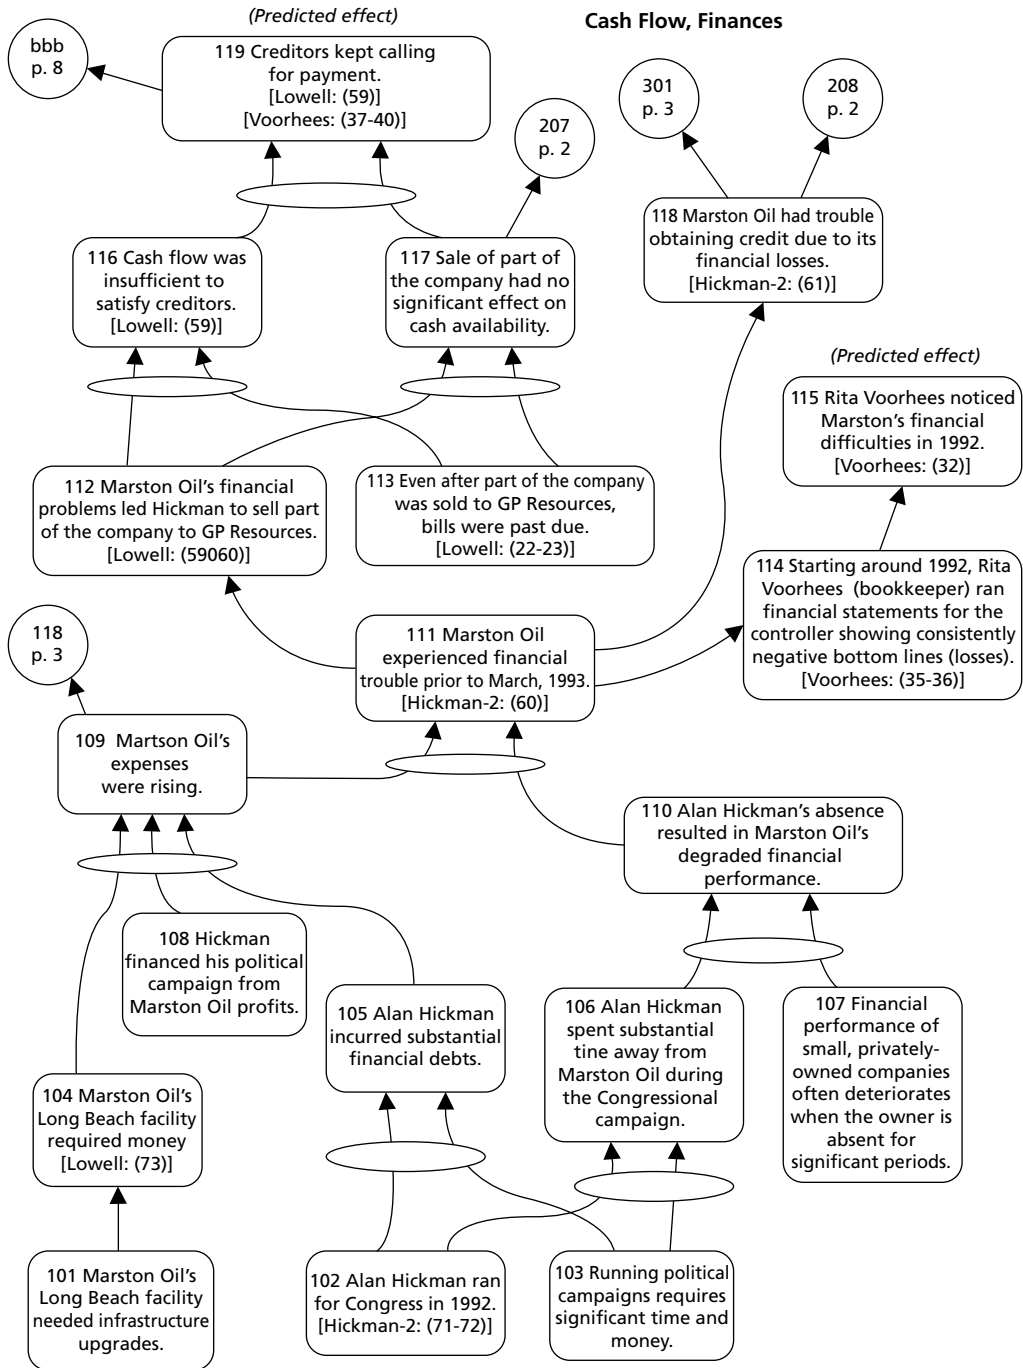 (Predicted effect)
Cash Flow, Finances
bbb
p. 8
119 Creditors kept calling
for payment.
[Lowell: (59]
[Voorhees: (37-40)]
301
p. 3
208
p. 2
207
p. 2
116 Cash flow was
insufficient to
satisfy creditors.
[Lowell: (59)]
117 Sale of part of
the company had no
significant effect on
cash availability.
118 Marston Oil had trouble
obtaining credit due to its
financial losses.
[Hickman-2: (61)]
(Predicted effect)
115 Rita Voorhees noticed
Marston’s financial
difficulties in 1992.
[Voorhees: (32)]
112 Marston Oil’s financial
problems led Hickman to sell part
of the company to GP Resources.
[Lowell: (59060)]
113 Even after part of the company
was sold to GP Resources,
bills were past due.
[Lowell: (22-23)]
114 Starting around 1992, Rita
Voorhees (bookkeeper) ran
financial statements for the
controller showing consistently
negative bottom lines (losses).
[Voorhees: (35-36)]
118
p. 3
111 Marston Oil
experienced financial
trouble prior to March, 1993.
[Hickman-2: (60)]
109 Martson Oil’s
expenses
were rising.
110 Alan Hickman’s absence
resulted in Marston Oil’s
degraded financial
performance.
108 Hickman
financed his political
campaign from
Marston Oil profits.
105 Alan Hickman
incurred substantial
financial debts.
106 Alan Hickman
spent substantial
tine away from
Marston Oil during
the Congressional
campaign.
107 Financial
performance of
small, privately-
owned companies
often deteriorates
when the owner is
absent for
significant periods.
104 Marston Oil’s
Long Beach facility
required money
[Lowell: (73)]
101 Marston Oil’s
Long Beach facility
needed infrastructure
upgrades.
102 Alan Hickman ran
for Congress in 1992.
[Hickman-2: (71-72)]
103 Running political
campaigns requires
significant time and
money.